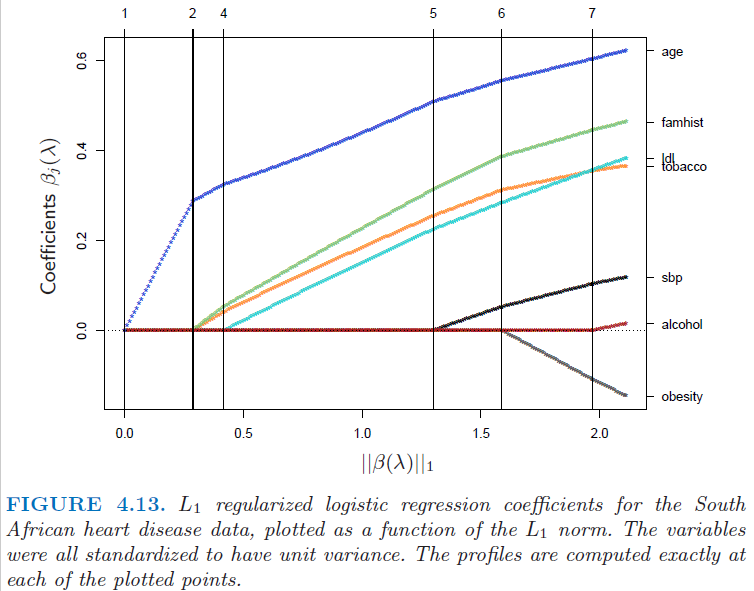 1 2 4 5 6 7
Coefficients βj(λ)
0.6
0.4
0.2
0.0
age
famhist
ldl
tobacco
sbp
alcohol
obesity
0.0 0.5 1.0 1.5 2.0
||β(λ)||1
FIGURE 4.13. L1 regularized logistic regression coefficients for the South
African heart disease data, plotted as a function of the L1 norm. The variables
were all standardized to have unit variance. The profiles are computed exactly at
each of the plotted points.